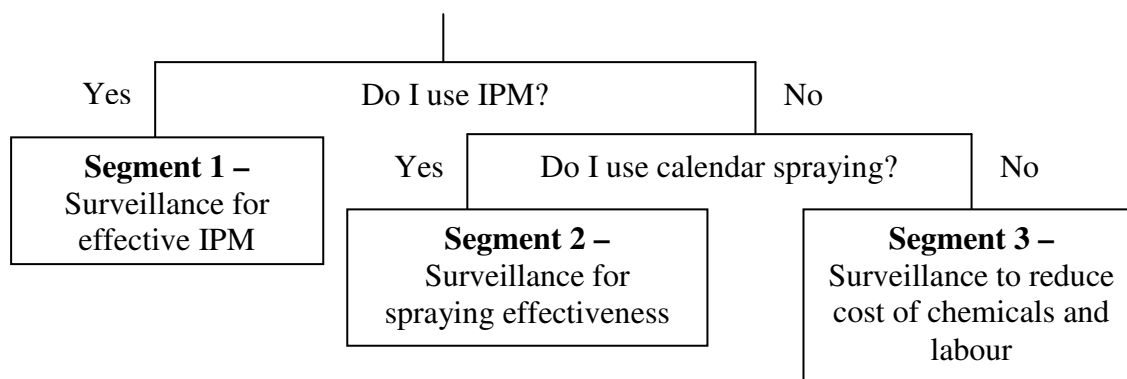 Yes
Do I use IPM?
No
Segment 1 –
Surveillance for
effective IPM
Yes
Do I use calendar spraying?
No
Segment 2 –
Surveillance for
spraying effectiveness
Segment 3 –
Surveillance to reduce
cost of chemicals and
labour